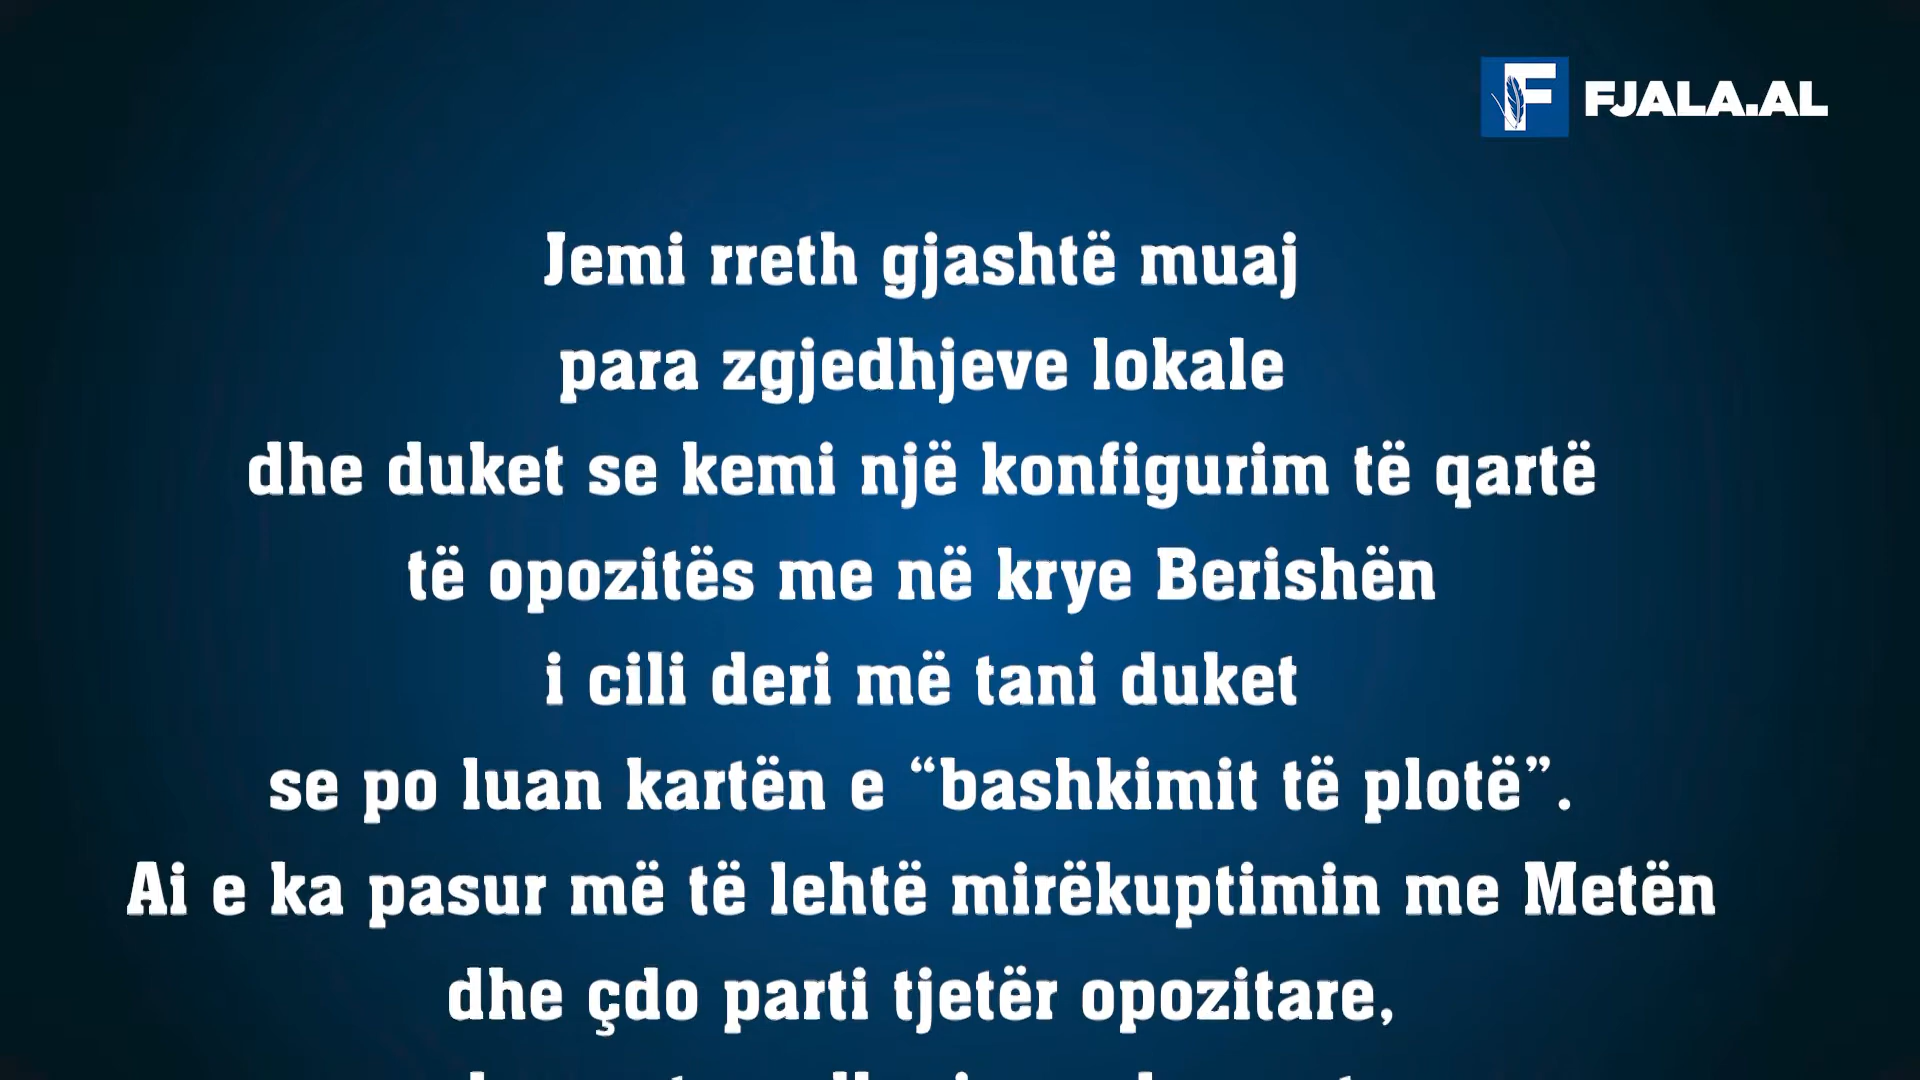 FJALA.AL
Jemi rreth gjashtë muaj
para zgjedhjeve lokale
dhe duket se kemi një konfigurim të qartë
të opozitës me në krye Berishën
i cili deri më tani duket
se po luan kartën e “bashkimit të plotë”.
Ai e ka pasur më të lehtë mirëkuptimin me Metën
dhe çdo parti tjetër opozitare,